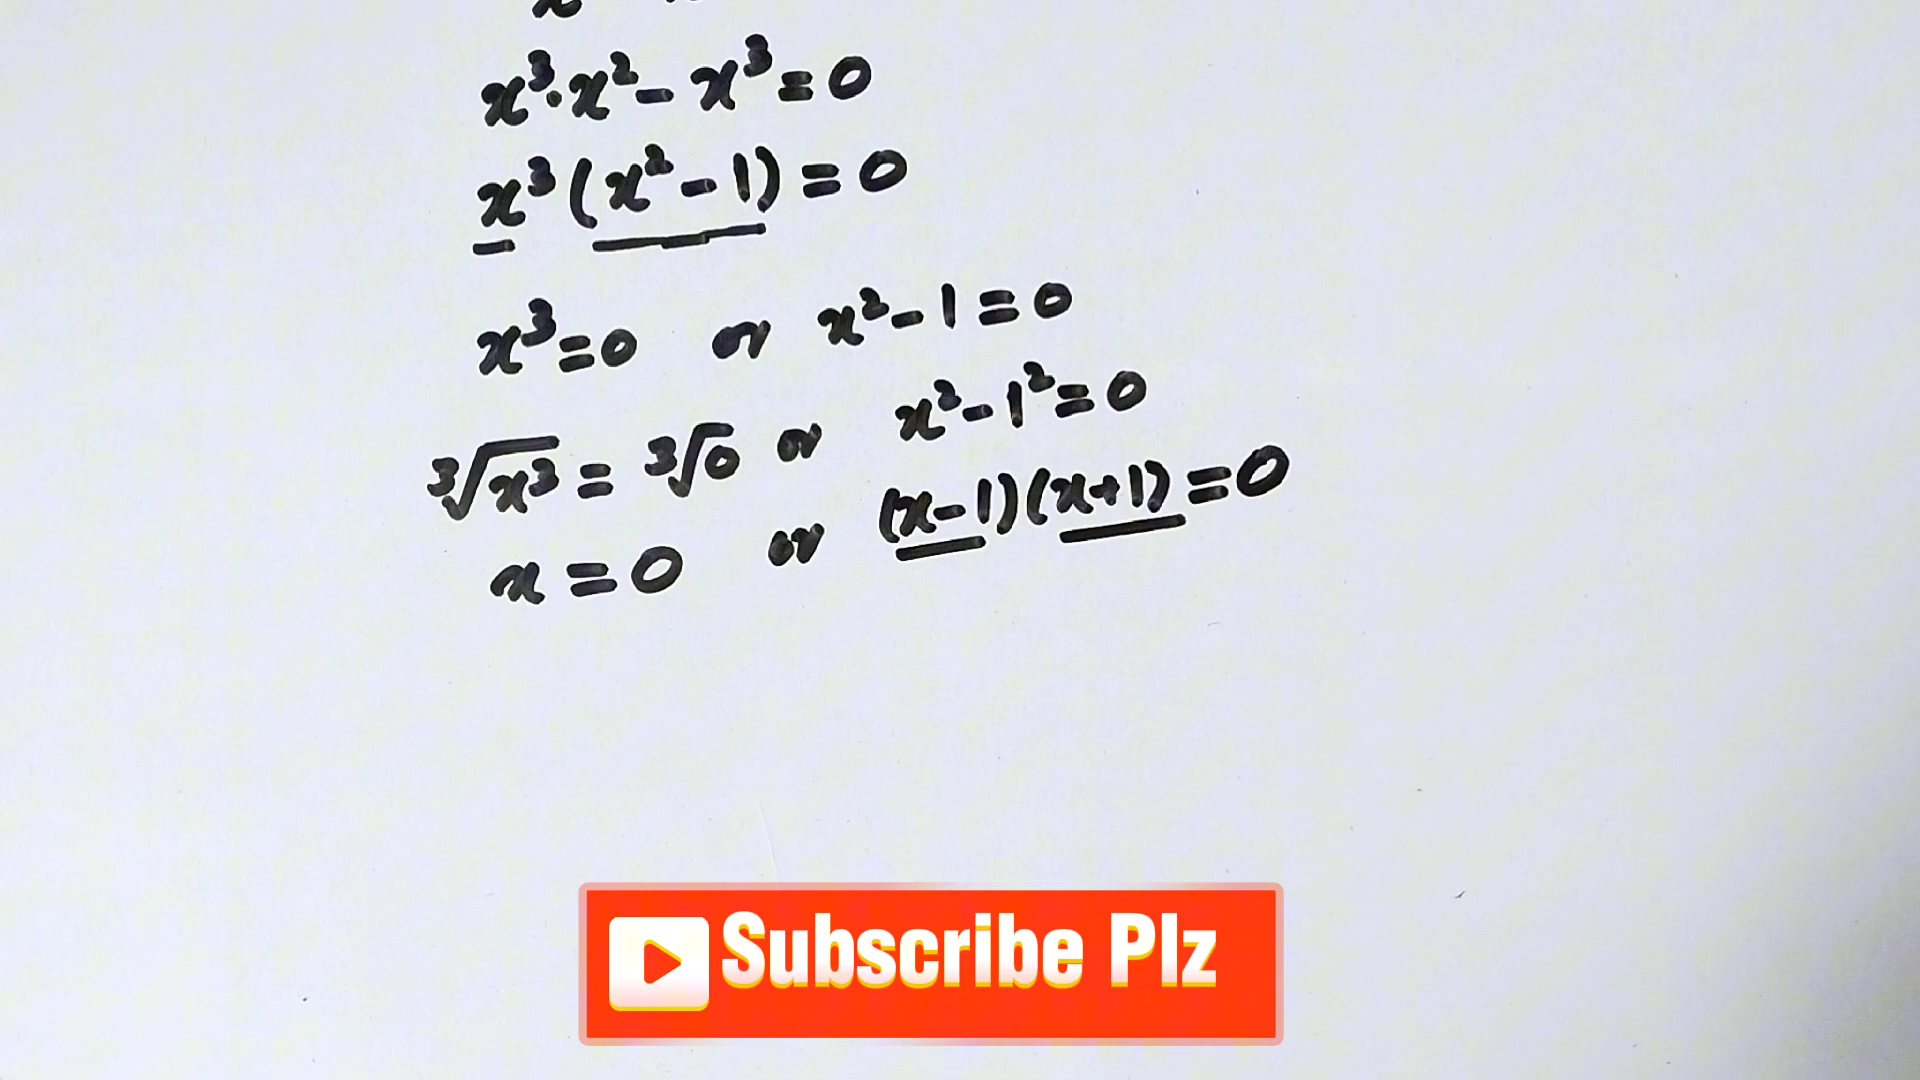 x³·x² - x³ = 0
x³(x² - 1) = 0
x³ = 0 or x² - 1 = 0
∛x³ = ∛0 or x² - 1² = 0
x = 0 or (x-1)(x+1) = 0
Subscribe Plz